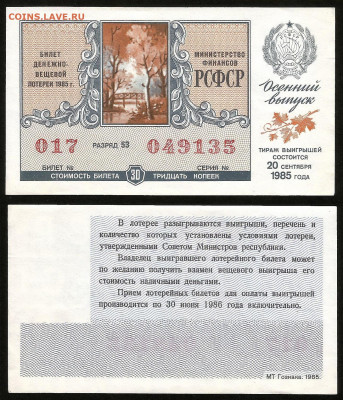 COINS.LAV.RU
БИЛЕТ
ДЕНЕЖНО-
ВЕЩЕВОЙ
ЛОТЕРЕИ 1985 г.
МИНИСТЕРСТВО
ФИНАНСОВ
РСФСР
Осенний
выпуск
017 РАЗРЯД 53 049135
БИЛЕТ № СЕРИЯ №
СТОИМОСТЬ БИЛЕТА 30 ТРИДЦАТЬ КОПЕЕК
ТИРАЖ ВЫИГРЫШЕЙ
СОСТОИТСЯ
20 СЕНТЯБРЯ
1985 ГОДА
В лотерее разыгрываются выигрыши, перечень и
количество которых установлены условиями лотереи,
утвержденными Советом Министров республики.
Владелец выигравшего лотерейного билета может
по желанию получить взамен вещевого выигрыша его
стоимость наличными деньгами.
Прием лотерейных билетов для оплаты выигрышей
производится по 30 июня 1986 года включительно.
МТ Гознака. 1985.